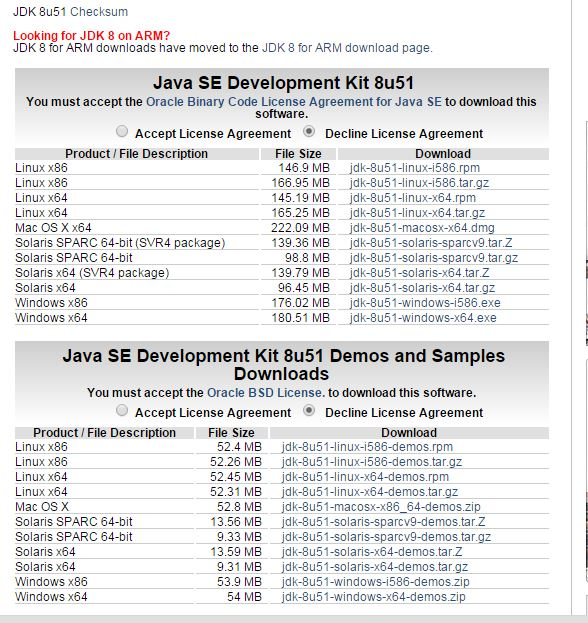 JDK 8u51 Checksum
Looking for JDK 8 on ARM?
JDK 8 for ARM downloads have moved to the JDK 8 for ARM download page.
Java SE Development Kit 8u51
You must accept the Oracle Binary Code License Agreement for Java SE to download this
software.
Accept License Agreement Decline License Agreement
Product / File Description File Size Download
Linux x86 146.9 MB jdk-8u51-linux-i586.rpm
Linux x86 166.95 MB jdk-8u51-linux-i586.tar.gz
Linux x64 145.19 MB jdk-8u51-linux-x64.rpm
Linux x64 165.25 MB jdk-8u51-linux-x64.tar.gz
Mac OS X x64 222.09 MB jdk-8u51-macosx-x64.dmg
Solaris SPARC 64-bit (SVR4 package) 139.36 MB jdk-8u51-solaris-sparcv9.tar.Z
Solaris SPARC 64-bit 98.8 MB jdk-8u51-solaris-sparcv9.tar.gz
Solaris x64 (SVR4 package) 139.79 MB jdk-8u51-solaris-x64.tar.Z
Solaris x64 96.45 MB jdk-8u51-solaris-x64.tar.gz
Windows x86 176.02 MB jdk-8u51-windows-i586.exe
Windows x64 180.51 MB jdk-8u51-windows-x64.exe
Java SE Development Kit 8u51 Demos and Samples
Downloads
You must accept the Oracle BSD License. to download this software.
Accept License Agreement Decline License Agreement
Product / File Description File Size Download
Linux x86 52.4 MB jdk-8u51-linux-i586-demos.rpm
Linux x86 52.26 MB jdk-8u51-linux-i586-demos.tar.gz
Linux x64 52.45 MB jdk-8u51-linux-x64-demos.rpm
Linux x64 52.31 MB jdk-8u51-linux-x64-demos.tar.gz
Mac OS X 52.8 MB jdk-8u51-macosx-x86_64-demos.zip
Solaris SPARC 64-bit 13.56 MB jdk-8u51-solaris-sparcv9-demos.tar.Z
Solaris SPARC 64-bit 9.33 MB jdk-8u51-solaris-sparcv9-demos.tar.gz
Solaris x64 13.59 MB jdk-8u51-solaris-x64-demos.tar.Z
Solaris x64 9.31 MB jdk-8u51-solaris-x64-demos.tar.gz
Windows x86 53.9 MB jdk-8u51-windows-i586-demos.zip
Windows x64 54 MB jdk-8u51-windows-x64-demos.zip